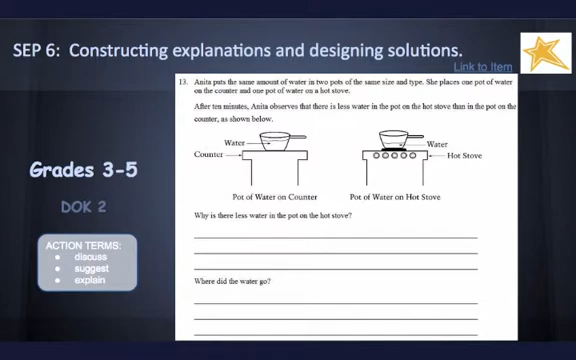 SEP 6: Constructing explanations and designing solutions.
Link to Item
13. Anita puts the same amount of water in two pots of the same size and type. She places one pot of water
on the counter and one pot of water on a hot stove.
After ten minutes, Anita observes that there is less water in the pot on the hot stove than in the pot on the
counter, as shown below.
Water
Counter
Pot of Water on Counter
Water
Hot Stove
Pot of Water on Hot Stove
Grades 3-5
DOK 2
ACTION TERMS:
● discuss
● suggest
● explain
Why is there less water in the pot on the hot stove?
Where did the water go?